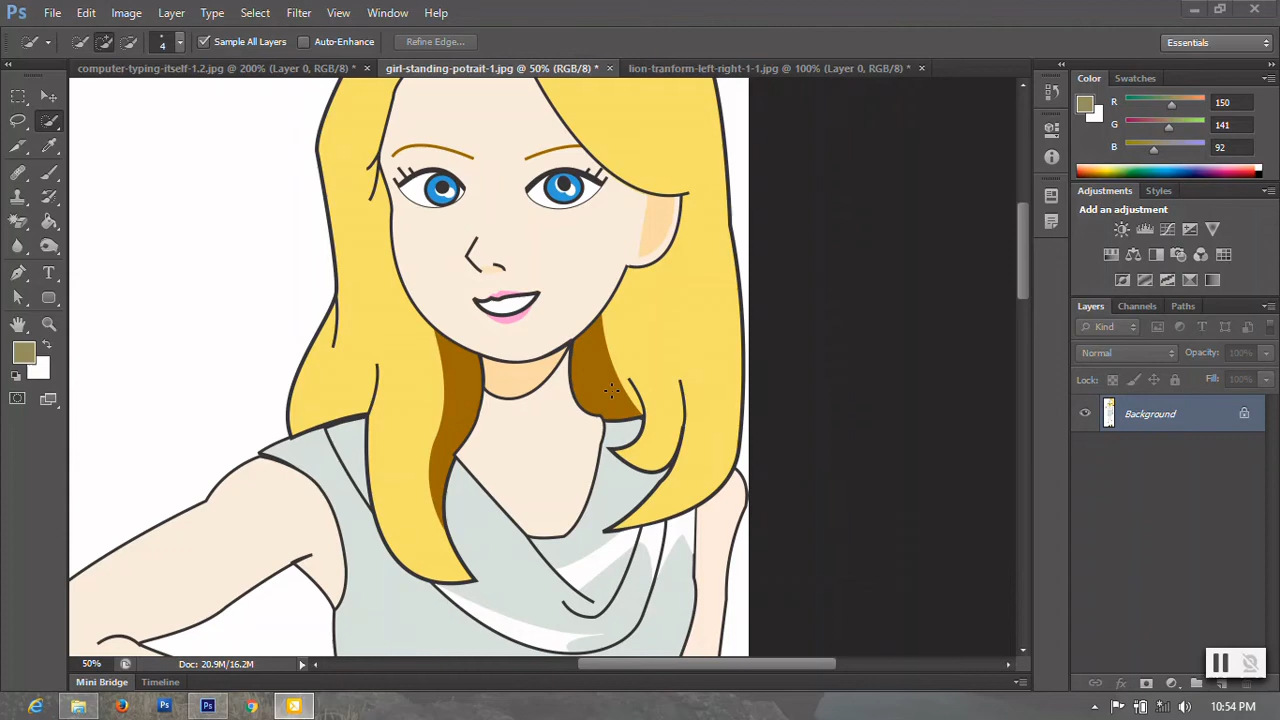 Ps File Edit Image Layer Type Select Filter View Window Help
4 Sample All Layers Auto-Enhance Refine Edge... Essentials
computer-typing-itself-1.2.jpg @ 200% (Layer 0, RGB/8) * × girl-standing-potrait-1.jpg @ 50% (RGB/8) * × lion-tranform-left-right-1-1.jpg @ 100% (Layer 0, RGB/8) * ×
Color Swatches
R 150
G 141
B 92
Adjustments Styles
Add an adjustment
Layers Channels Paths
Kind
Normal Opacity: 100%
Lock: Fill: 100%
Background
50% Doc: 20.9M/16.2M
Mini Bridge Timeline
Ps Ps 10:54 PM